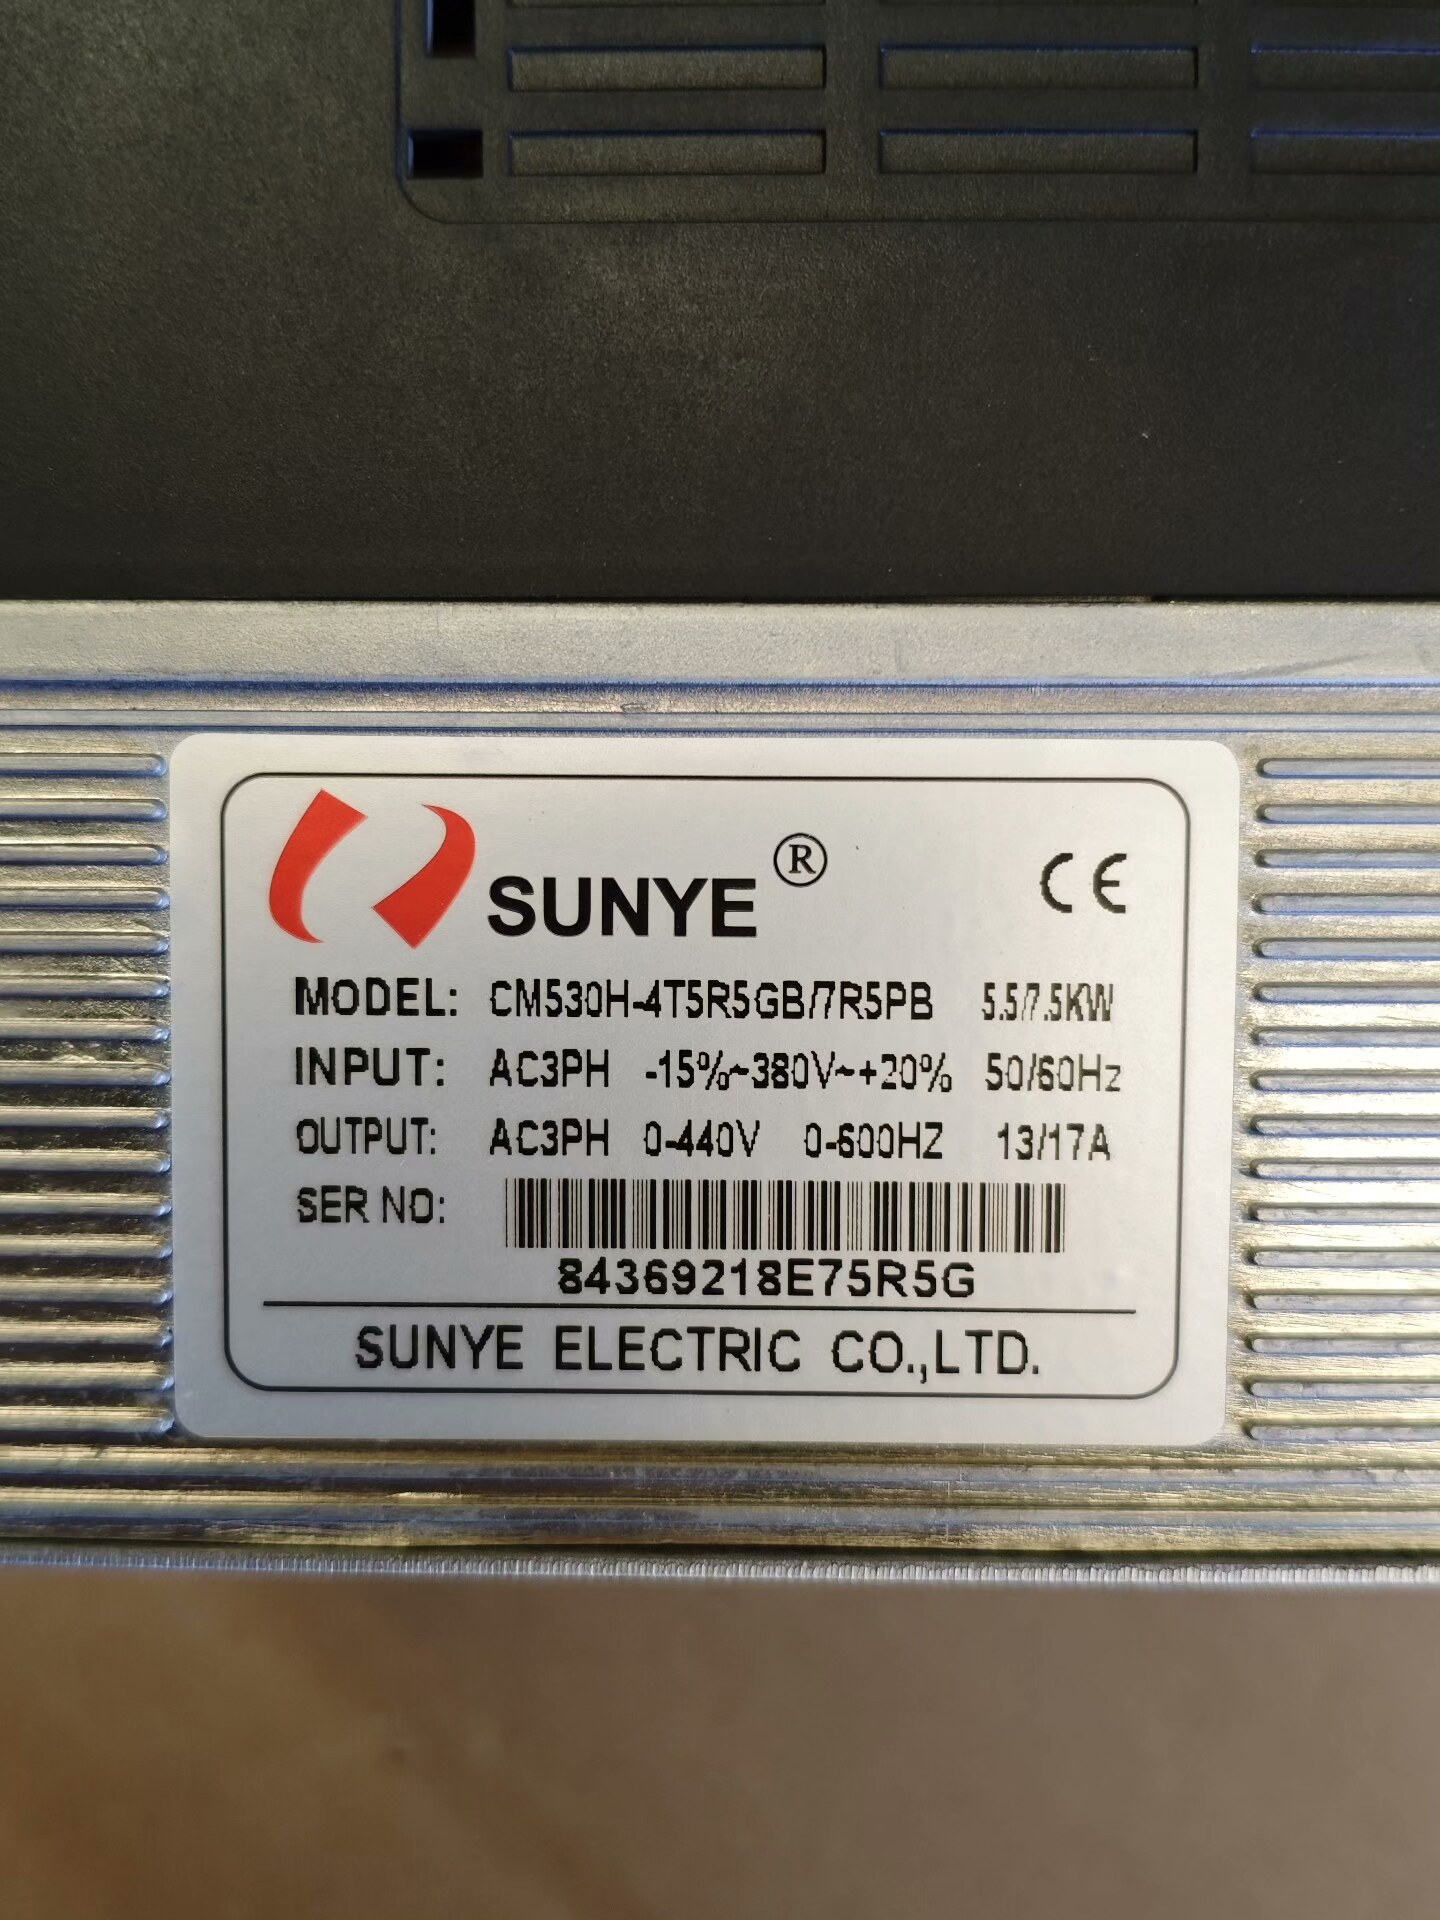 SUNYE ® CE
MODEL: CM530H-4T5R5GB/7R5PB 5.5/7.5KW
INPUT: AC3PH -15%~380V~+20% 50/60Hz
OUTPUT: AC3PH 0-440V 0-600HZ 13/17A
SER NO:
84369218E75R5G
SUNYE ELECTRIC CO.,LTD.